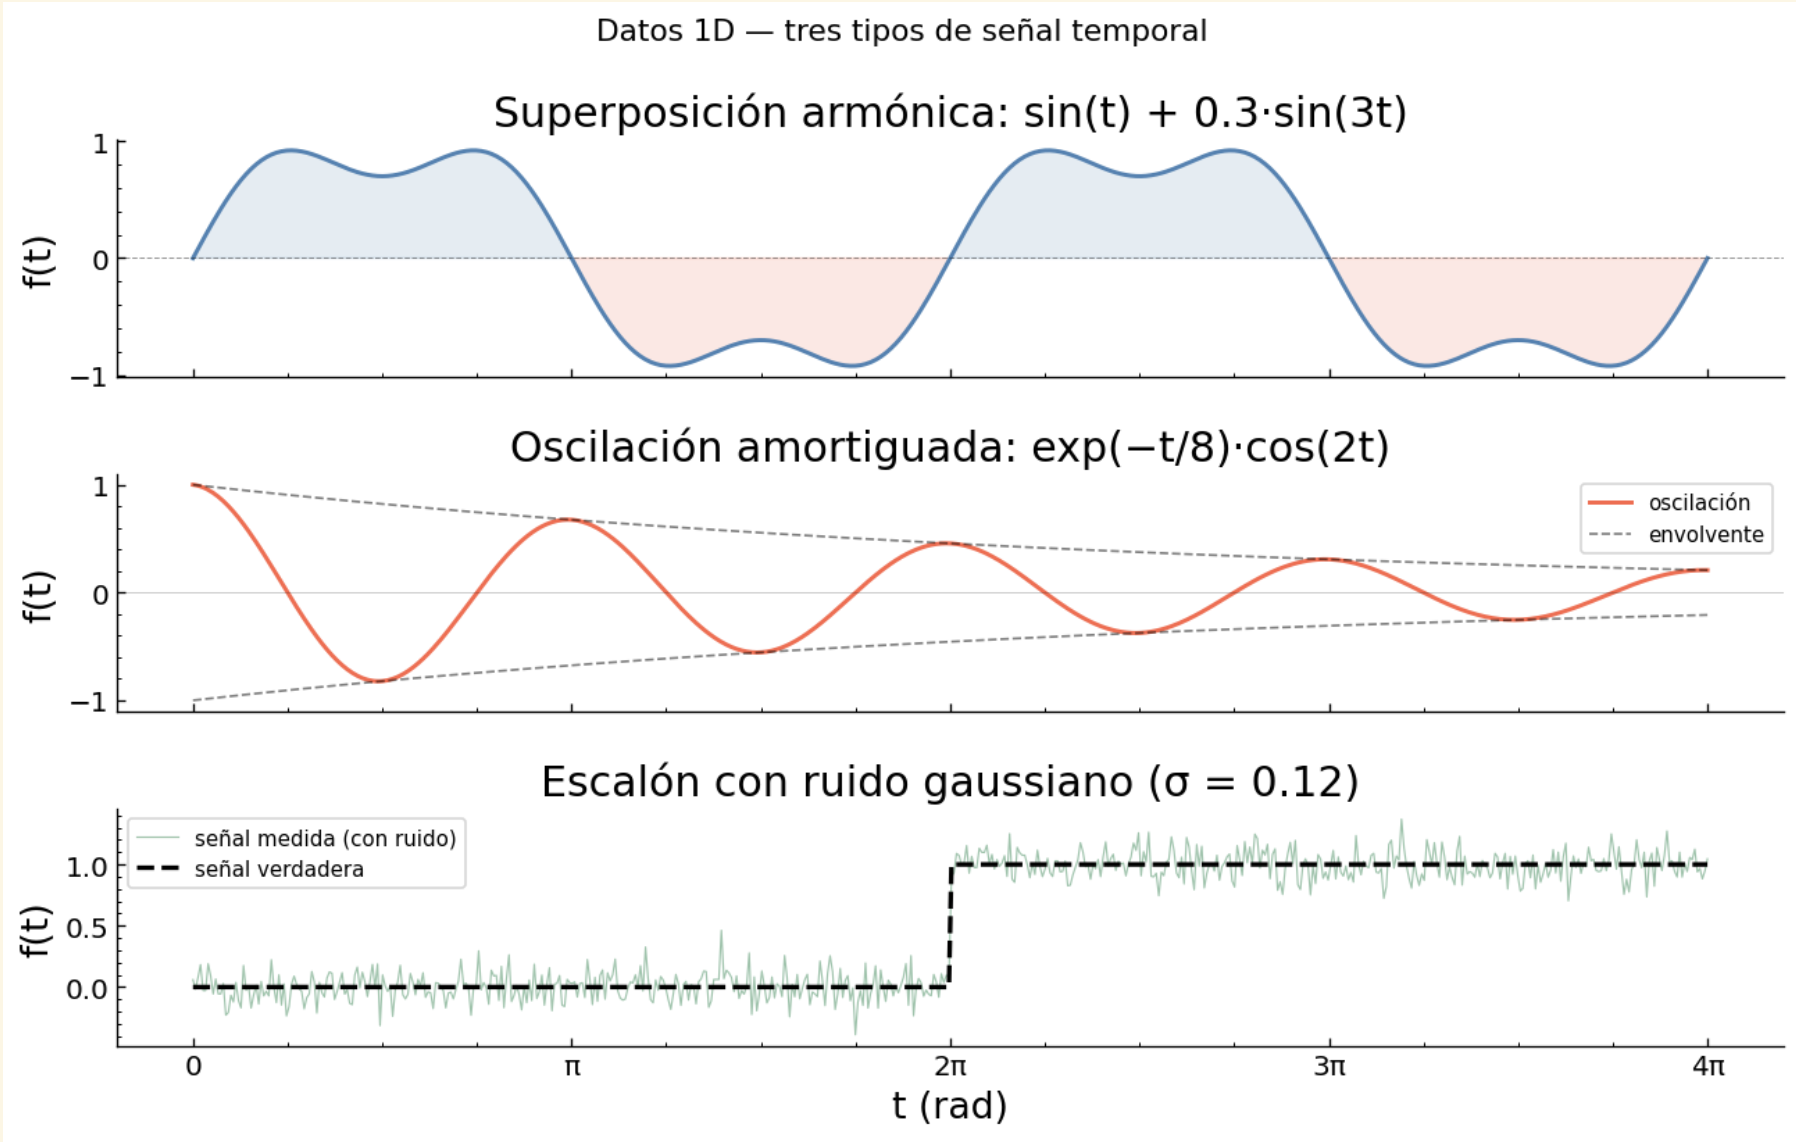 Datos 1D — tres tipos de señal temporal
Superposición armónica: sin(t) + 0.3·sin(3t)
1
0
−1
f(t)
Oscilación amortiguada: exp(−t/8)·cos(2t)
1
0
−1
f(t)
oscilación
envolvente
Escalón con ruido gaussiano (σ = 0.12)
señal medida (con ruido)
señal verdadera
1.0
0.5
0.0
f(t)
0 π 2π 3π 4π
t (rad)